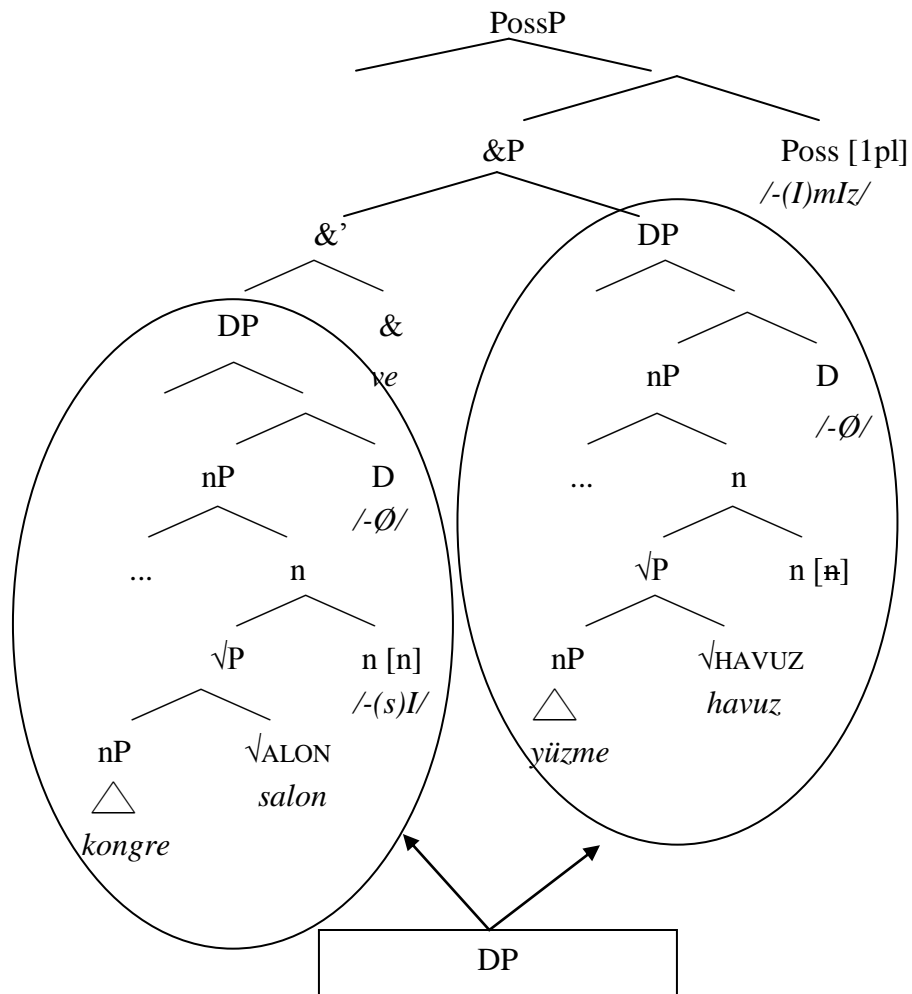 PossP
&P Poss [1pl]
/-(I)mIz/
&’ DP
DP &
ve
nP D
/-Ø/
nP D
/-Ø/
... n
... n
√P n [n̶]
√P n [n]
/-(s)I/
nP √HAVUZ
havuz
yüzme
nP √ALON
salon
kongre
DP